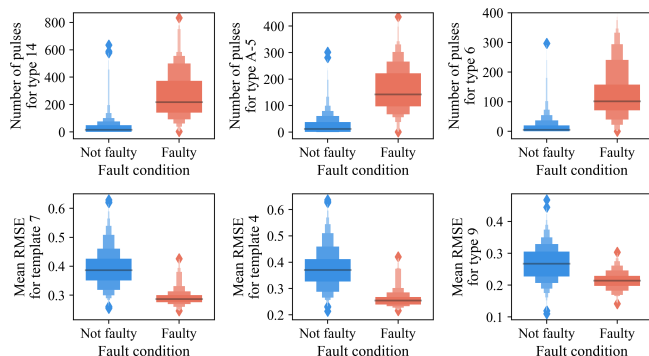 Number of pulses
for type 14
800
600
400
200
0
Not faulty Faulty
Fault condition
Number of pulses
for type A-5
400
300
200
100
0
Not faulty Faulty
Fault condition
Number of pulses
for type 6
400
300
200
100
0
Not faulty Faulty
Fault condition
Mean RMSE
for template 7
0.6
0.5
0.4
0.3
Not faulty Faulty
Fault condition
Mean RMSE
for template 4
0.6
0.5
0.4
0.3
0.2
Not faulty Faulty
Fault condition
Mean RMSE
for type 9
0.4
0.3
0.2
0.1
Not faulty Faulty
Fault condition